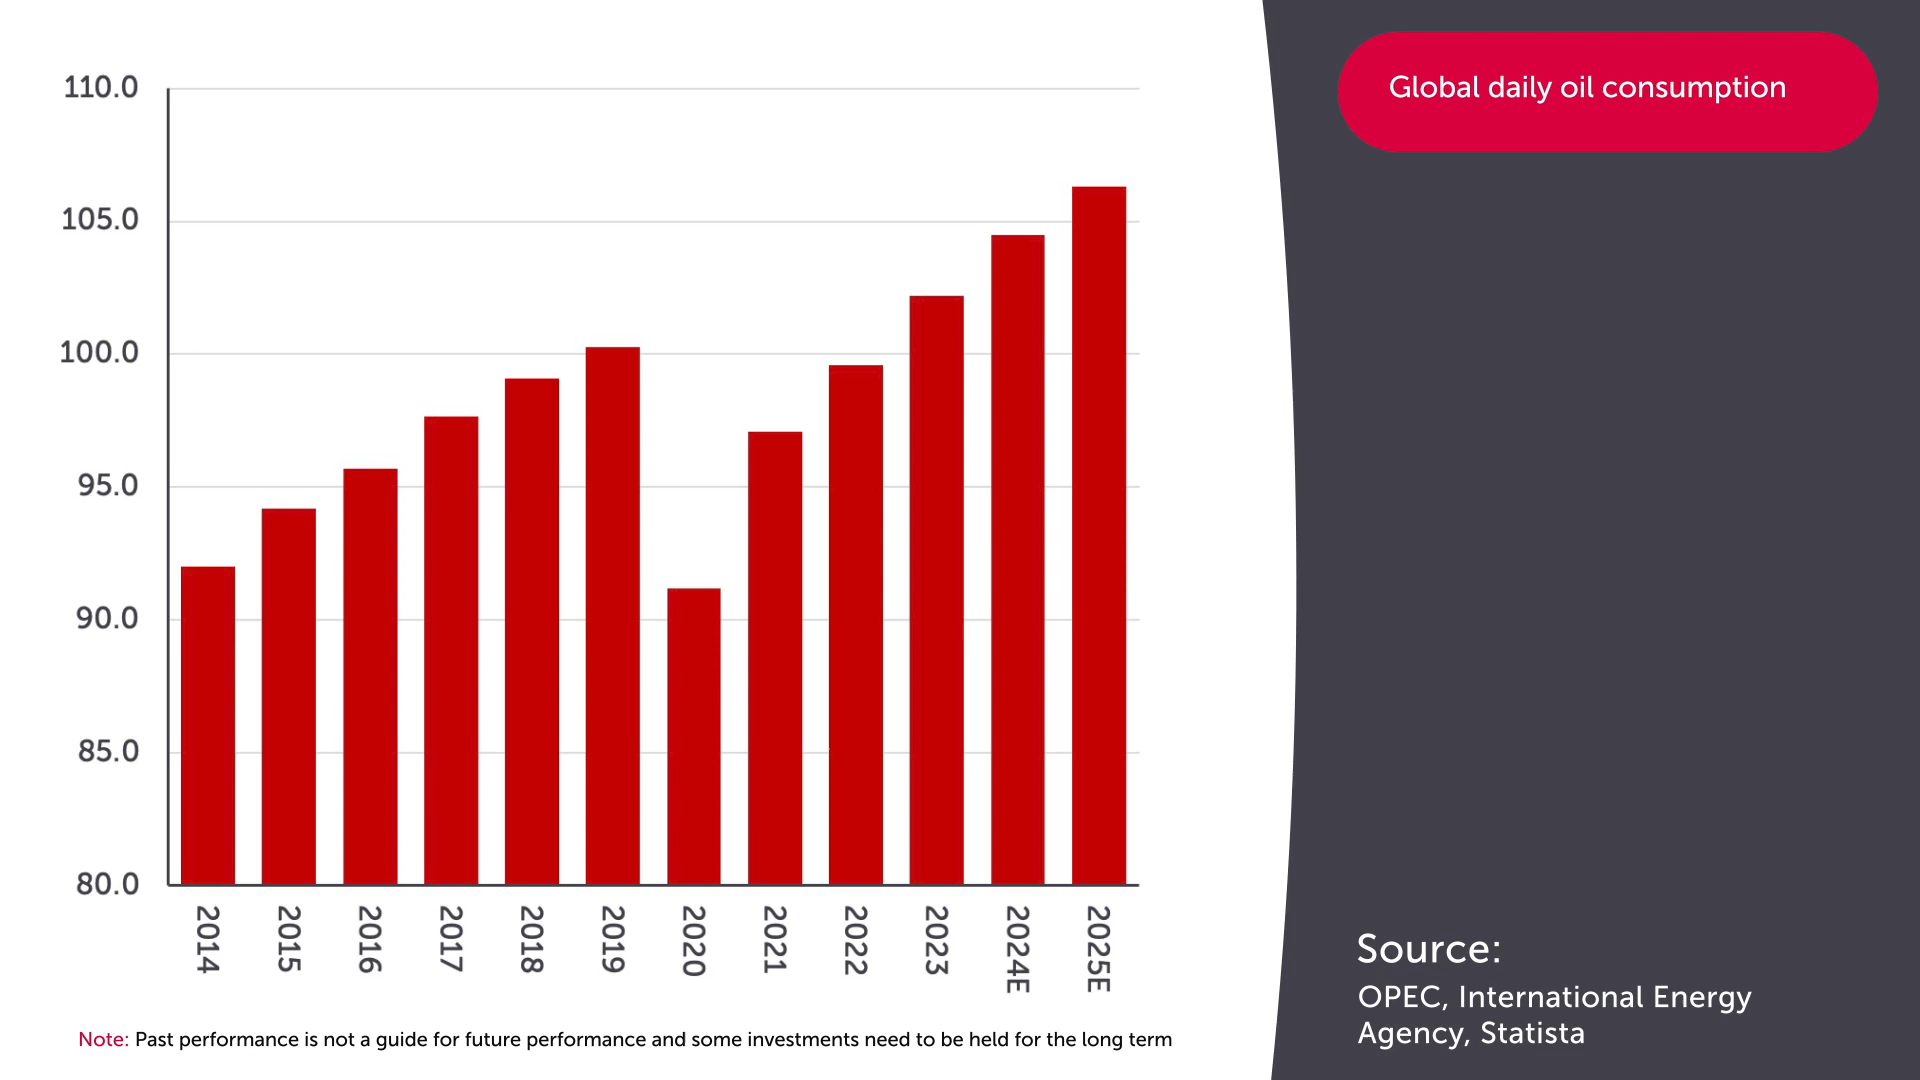 Global daily oil consumption
110.0
105.0
100.0
95.0
90.0
85.0
80.0
2014
2015
2016
2017
2018
2019
2020
2021
2022
2023
2024E
2025E
Source:
OPEC, International Energy
Agency, Statista
Note: Past performance is not a guide for future performance and some investments need to be held for the long term